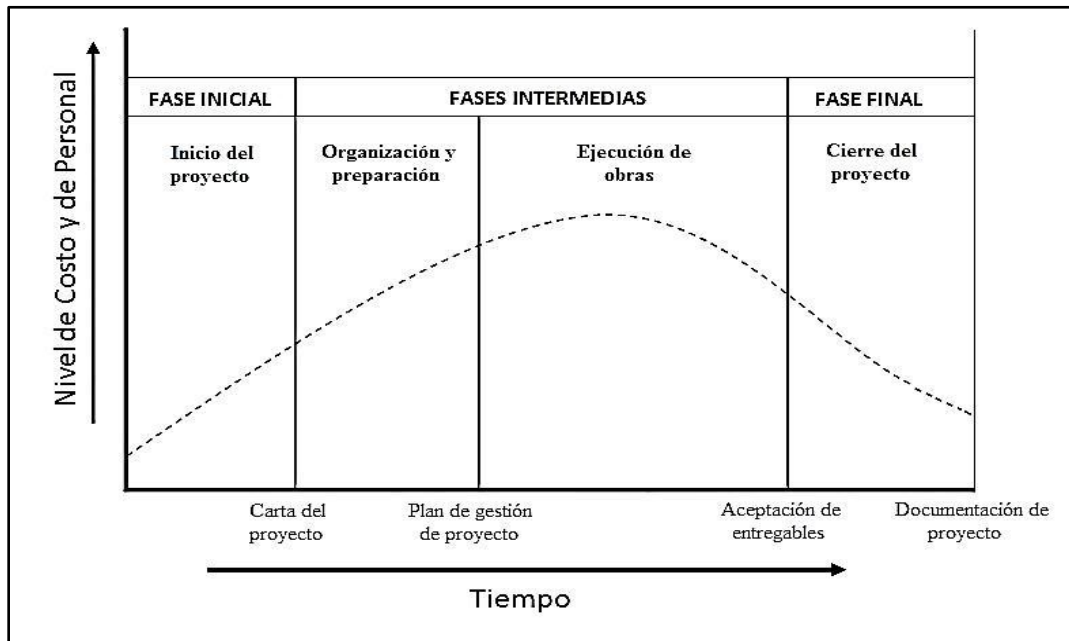 Nivel de Costo y de Personal
FASE INICIAL
FASES INTERMEDIAS
FASE FINAL
Inicio del
proyecto
Organización y
preparación
Ejecución de
obras
Cierre del
proyecto
Carta del
proyecto
Plan de gestión
de proyecto
Aceptación de
entregables
Documentación de
proyecto
Tiempo